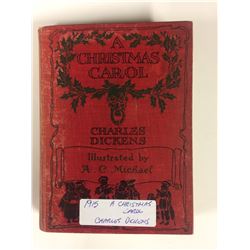 A
CHRISTMAS
CAROL
CHARLES
DICKENS
Illustrated by
A. C. Michael
1915 A CHRISTMAS
CAROL
CHARLES DICKENS